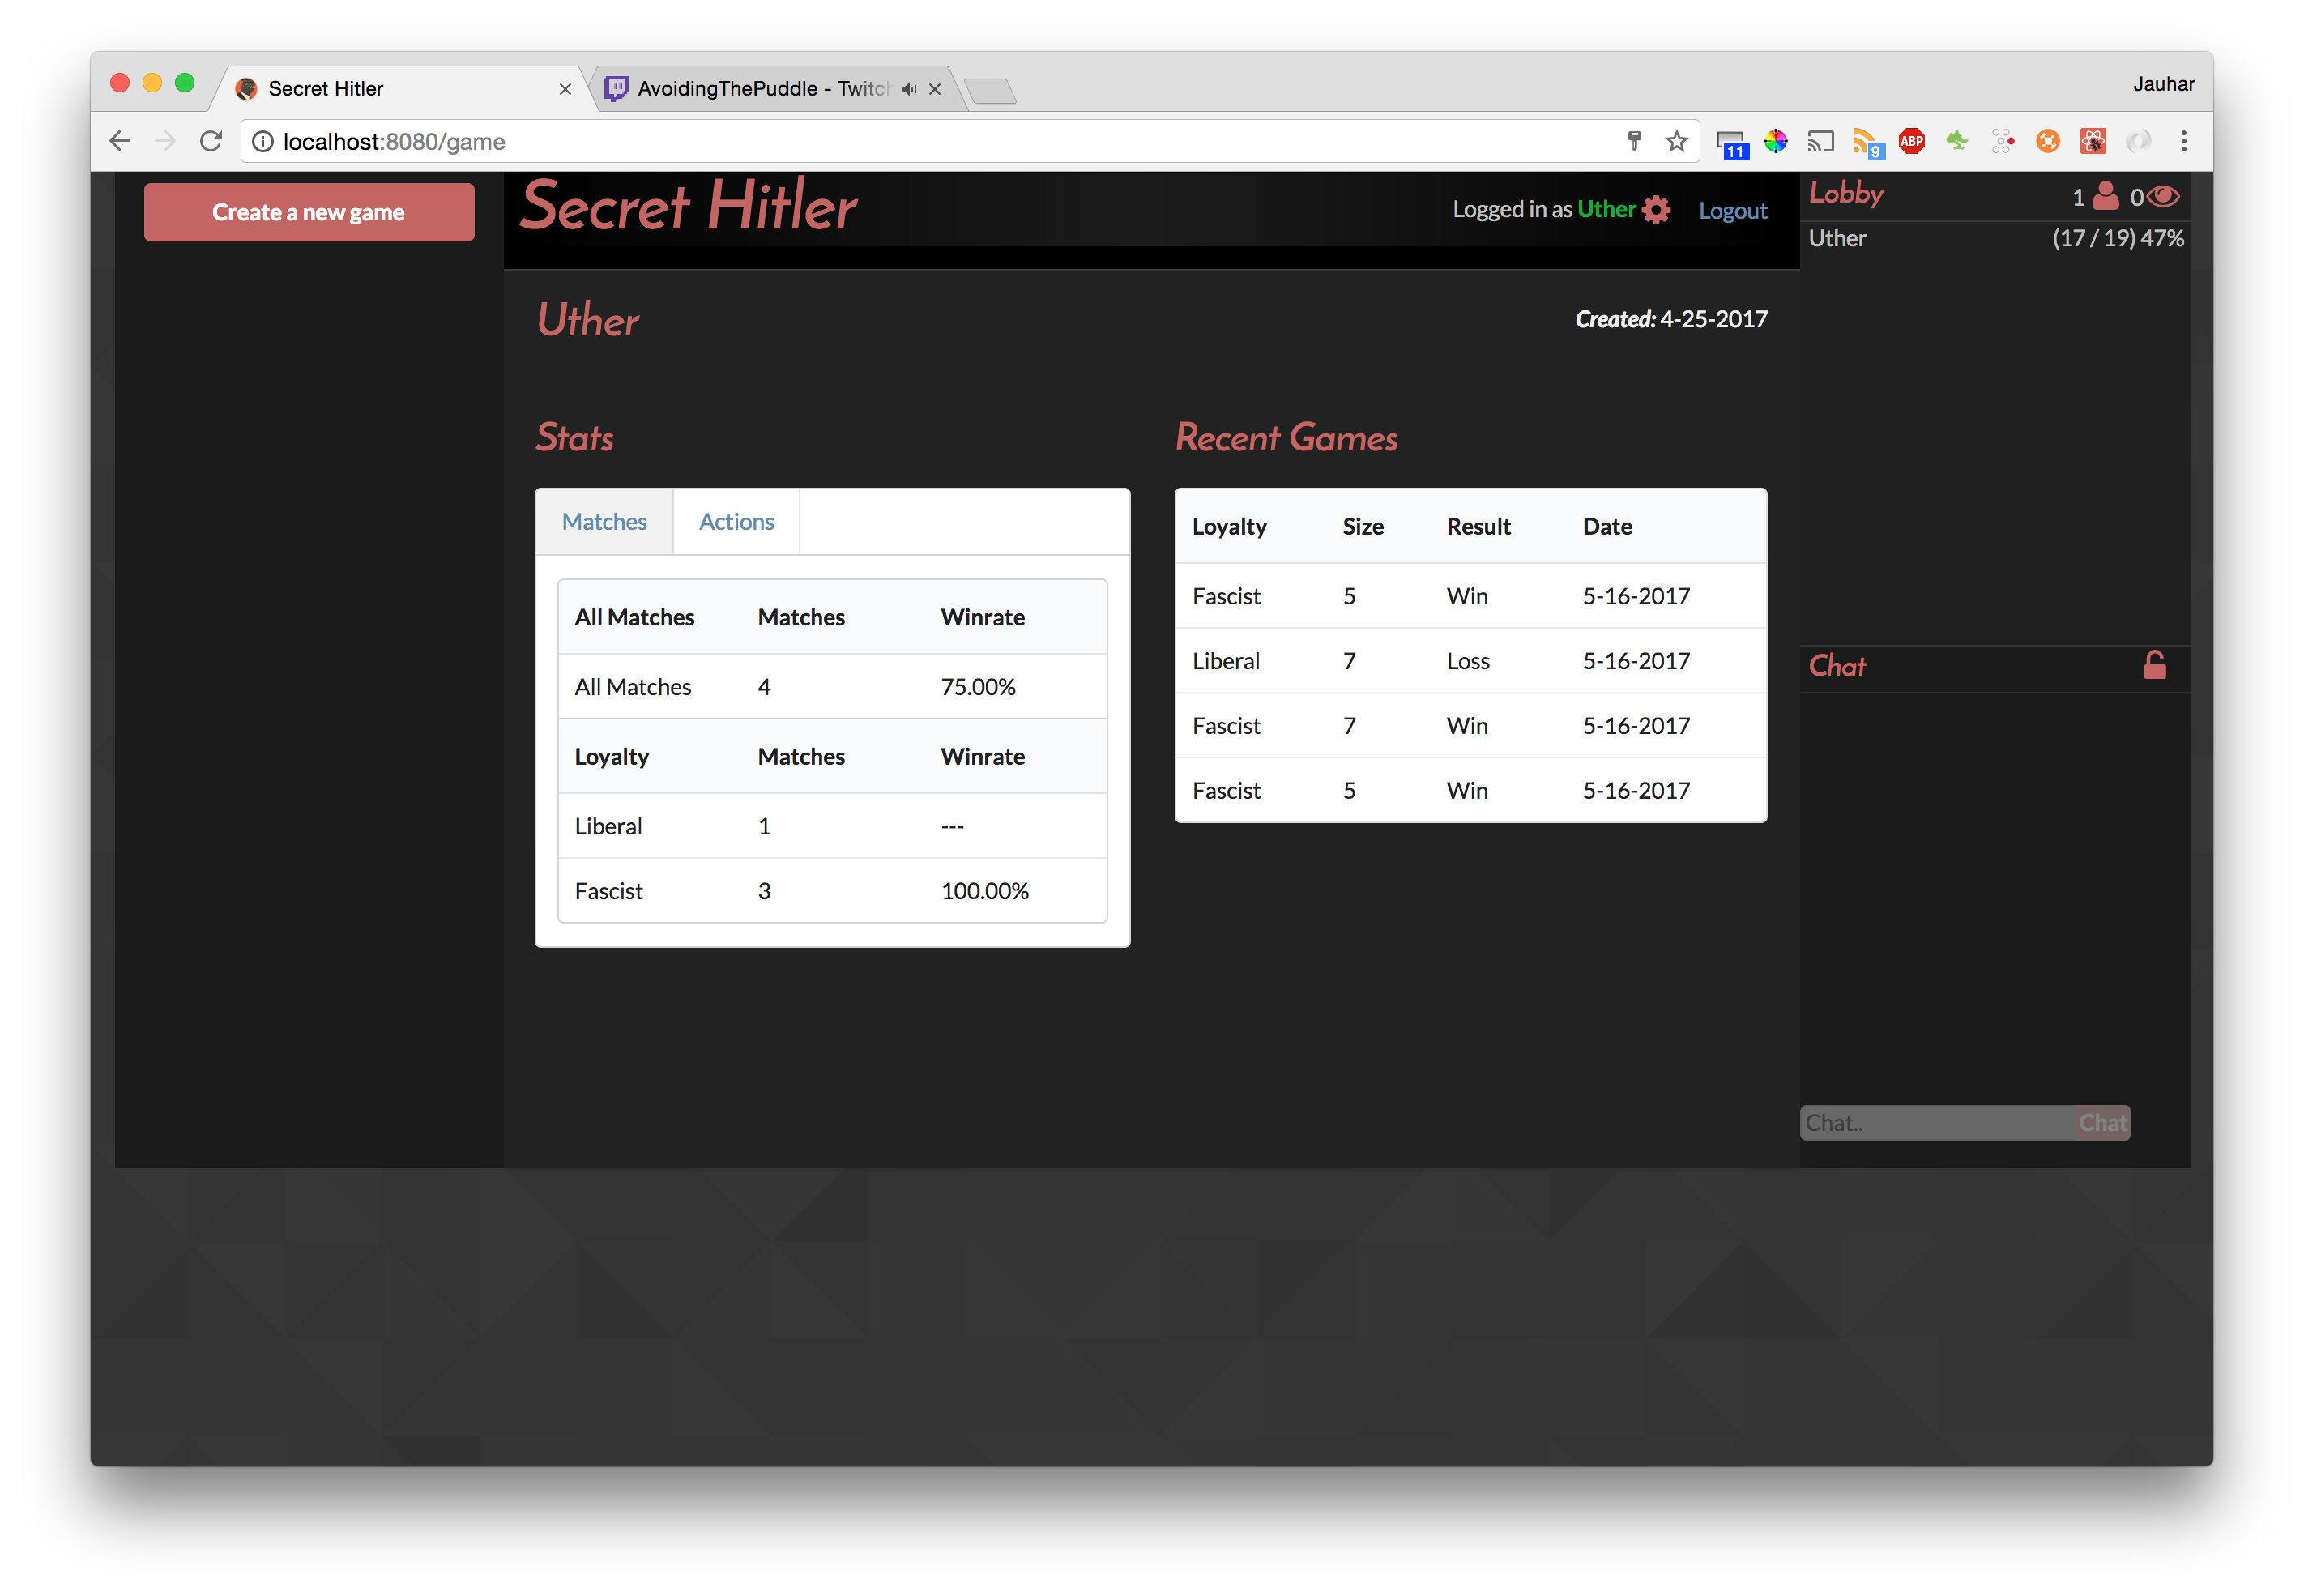 Secret Hitler
AvoidingThePuddle - Twitch
Jauhar
localhost:8080/game
11
9
ABP
Create a new game
Secret Hitler
Logged in as Uther
Logout
Lobby
1
0
Uther
(17 / 19) 47%
Uther
Created: 4-25-2017
Stats
Recent Games
Matches Actions
All Matches Matches Winrate
All Matches 4 75.00%
Loyalty Matches Winrate
Liberal 1 ---
Fascist 3 100.00%
Loyalty Size Result Date
Fascist 5 Win 5-16-2017
Liberal 7 Loss 5-16-2017
Fascist 7 Win 5-16-2017
Fascist 5 Win 5-16-2017
Chat
Chat..
Chat